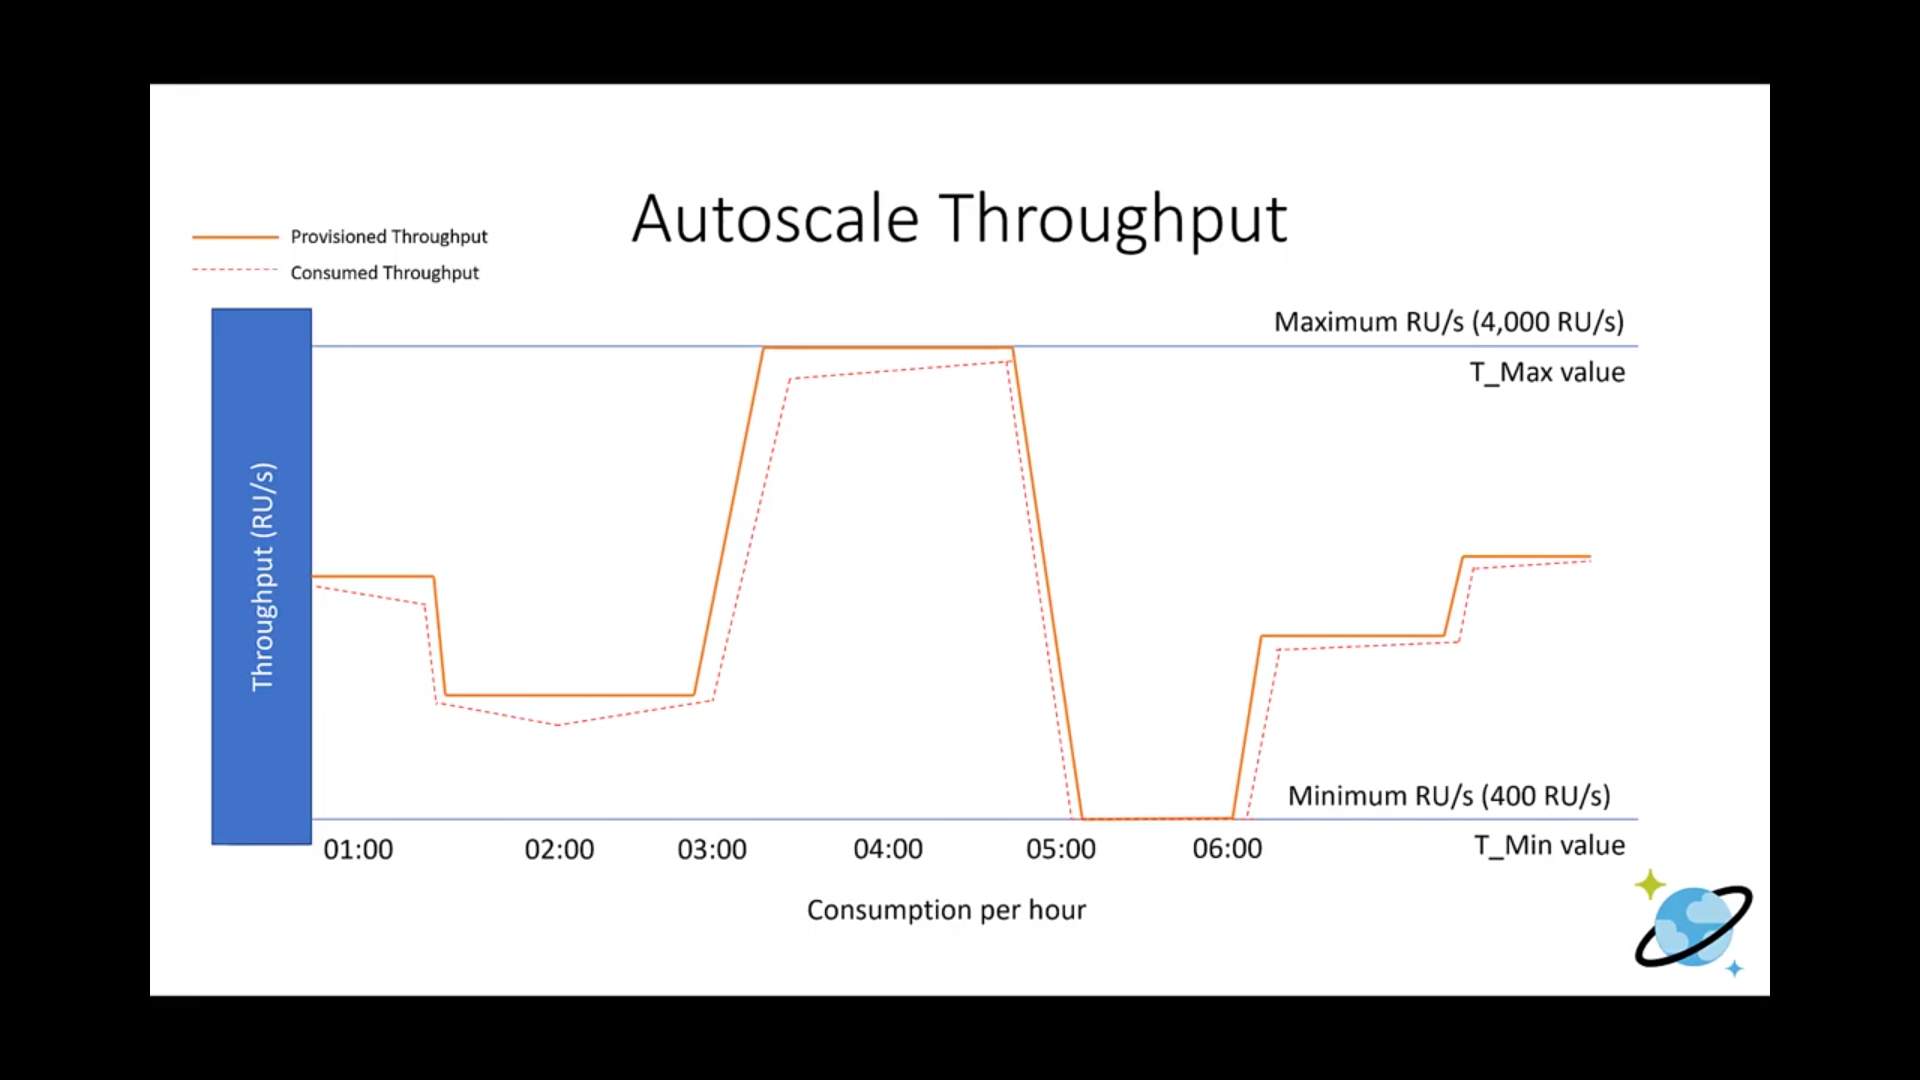 Autoscale Throughput
Provisioned Throughput
Consumed Throughput
Maximum RU/s (4,000 RU/s)
T_Max value
Throughput (RU/s)
Minimum RU/s (400 RU/s)
T_Min value
01:00 02:00 03:00 04:00 05:00 06:00
Consumption per hour